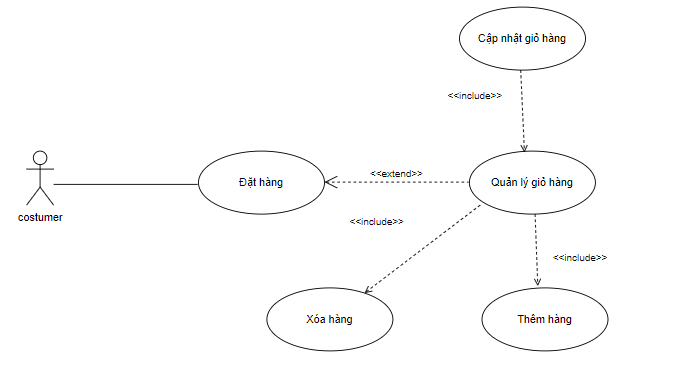 Cập nhật giỏ hàng
<<include>>
<<extend>>
Đặt hàng
Quản lý giỏ hàng
costumer
<<include>>
<<include>>
Xóa hàng
Thêm hàng